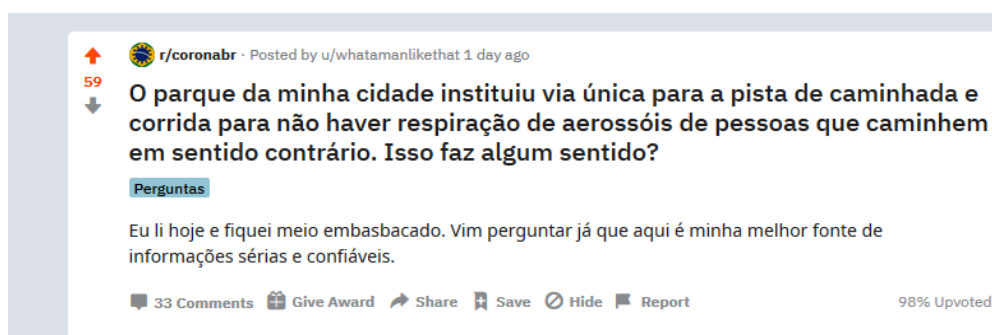 r/coronabr · Posted by u/whatamanlikethat 1 day ago
59
O parque da minha cidade instituiu via única para a pista de caminhada e
corrida para não haver respiração de aerossóis de pessoas que caminhem
em sentido contrário. Isso faz algum sentido?
Perguntas
Eu li hoje e fiquei meio embasbacado. Vim perguntar já que aqui é minha melhor fonte de
informações sérias e confiáveis.
33 Comments Give Award Share Save Hide Report 98% Upvoted